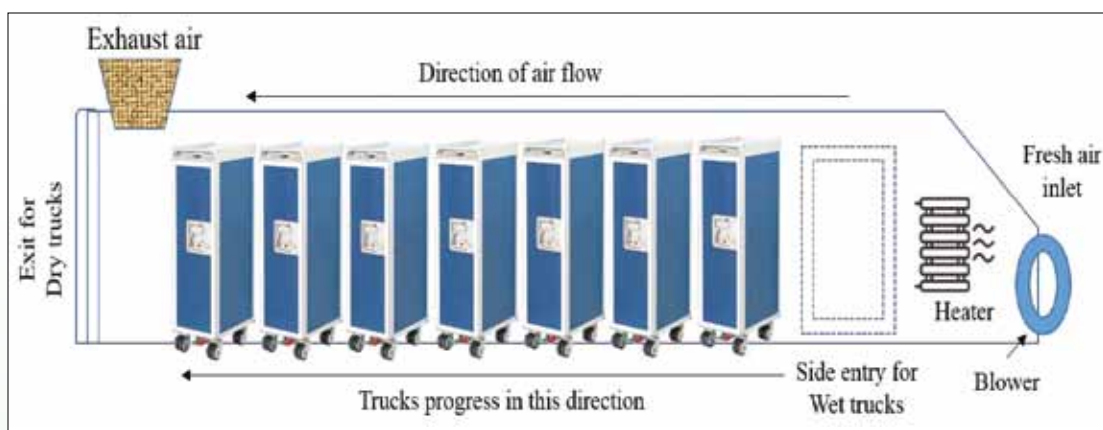 Exhaust air
Direction of air flow
Fresh air
inlet
Exit for
Dry trucks
Heater
Side entry for
Wet trucks
Blower
Trucks progress in this direction